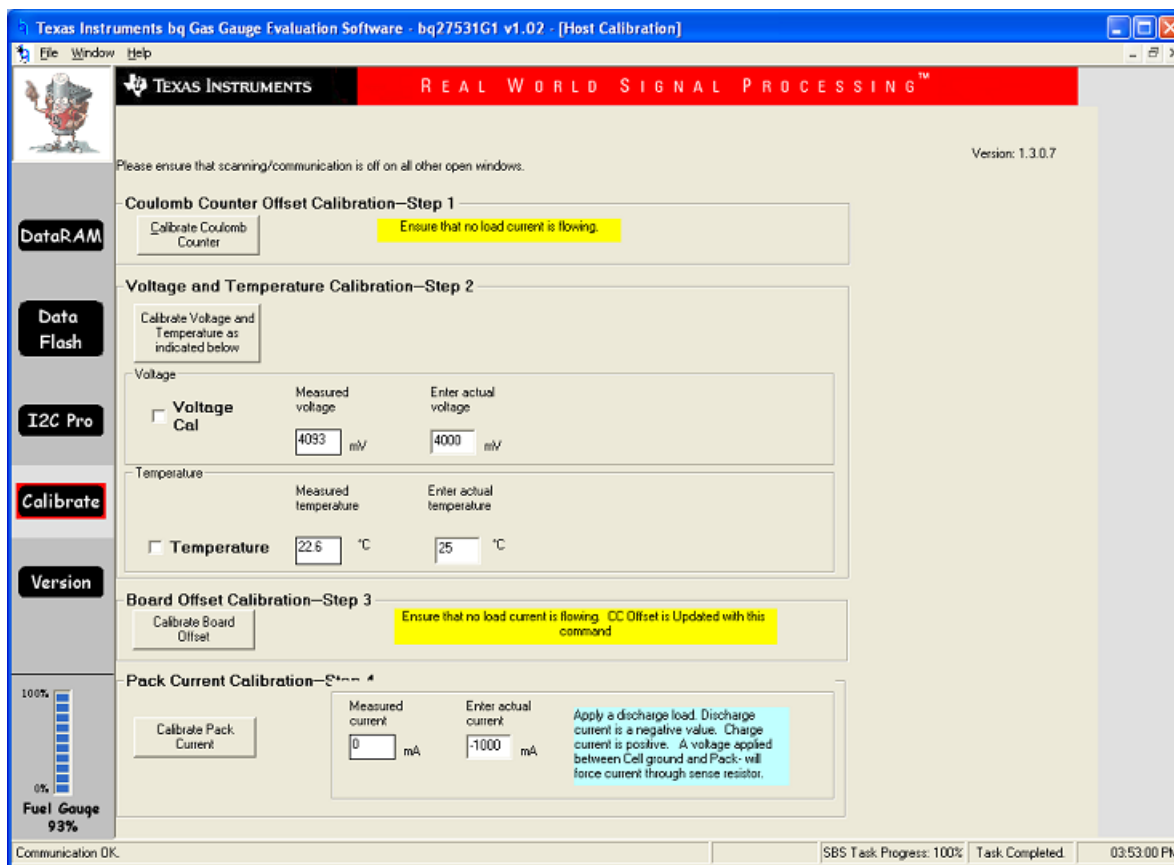 Texas Instruments bq Gas Gauge Evaluation Software - bq27531G1 v1.02 - [Host Calibration]
File Window Help
TEXAS INSTRUMENTS
REAL WORLD SIGNAL PROCESSING™
Version: 1.3.0.7
Please ensure that scanning/communication is off on all other open windows.
DataRAM
Data
Flash
I2C Pro
Calibrate
Version
100%
0%
Fuel Gauge
93%
Coulomb Counter Offset Calibration—Step 1
Calibrate Coulomb
Counter
Ensure that no load current is flowing.
Voltage and Temperature Calibration—Step 2
Calibrate Voltage and
Temperature as
indicated below
Voltage
Voltage
Cal
Measured
voltage
4093 mV
Enter actual
voltage
4000 mV
Temperature
Measured
temperature
Enter actual
temperature
Temperature
22.6 °C
25 °C
Board Offset Calibration—Step 3
Calibrate Board
Offset
Ensure that no load current is flowing. CC Offset is Updated with this
command
Pack Current Calibration—
Calibrate Pack
Current
Measured
current
0 mA
Enter actual
current
-1000 mA
Apply a discharge load. Discharge
current is a negative value. Charge
current is positive. A voltage applied
between Cell ground and Pack- will
force current through sense resistor.
Communication OK.
SBS Task Progress: 100%
Task Completed.
03:53:00